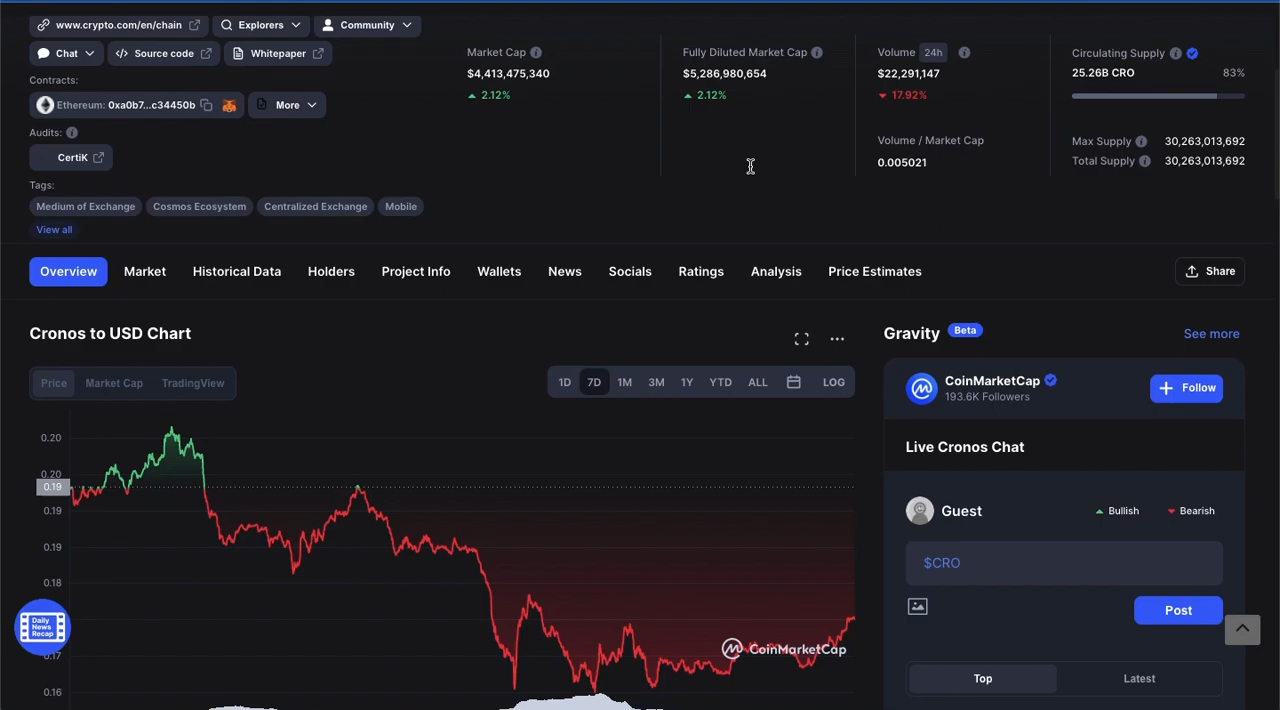 www.crypto.com/en/chain Explorers Community
Chat Source code Whitepaper
Contracts:
Ethereum: 0xa0b7...c34450b More
Audits:
CertiK
Tags:
Medium of Exchange Cosmos Ecosystem Centralized Exchange Mobile
View all
Market Cap
$4,413,475,340
2.12%
Fully Diluted Market Cap
$5,286,980,654
2.12%
Volume 24h
$22,291,147
17.92%
Volume / Market Cap
0.005021
Circulating Supply
25.26B CRO 83%
Max Supply 30,263,013,692
Total Supply 30,263,013,692
Overview Market Historical Data Holders Project Info Wallets News Socials Ratings Analysis Price Estimates Share
Cronos to USD Chart
Price Market Cap TradingView 1D 7D 1M 3M 1Y YTD ALL LOG
0.20
0.20
0.19
0.19
0.19
0.18
0.17
0.16
CoinMarketCap
Daily
News
Recap
Gravity Beta See more
CoinMarketCap
193.6K Followers
Follow
Live Cronos Chat
Guest Bullish Bearish
$CRO
Post
Top Latest